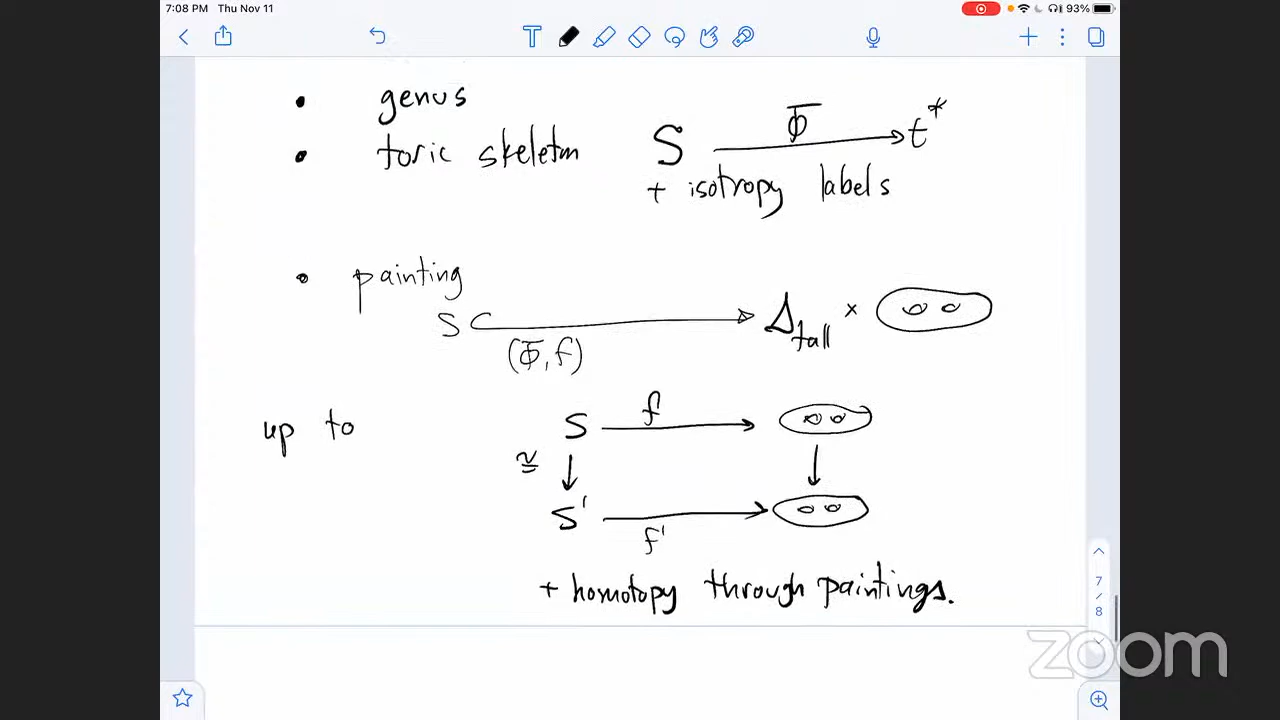 7:08 PM Thu Nov 11
93%
• genus
• toric skeleton S Φ t*
+ isotropy labels
• painting
S (Φ, f) Δtall ×
up to S f
≅
S' f'
+ homotopy through paintings.
7
/
8
zoom